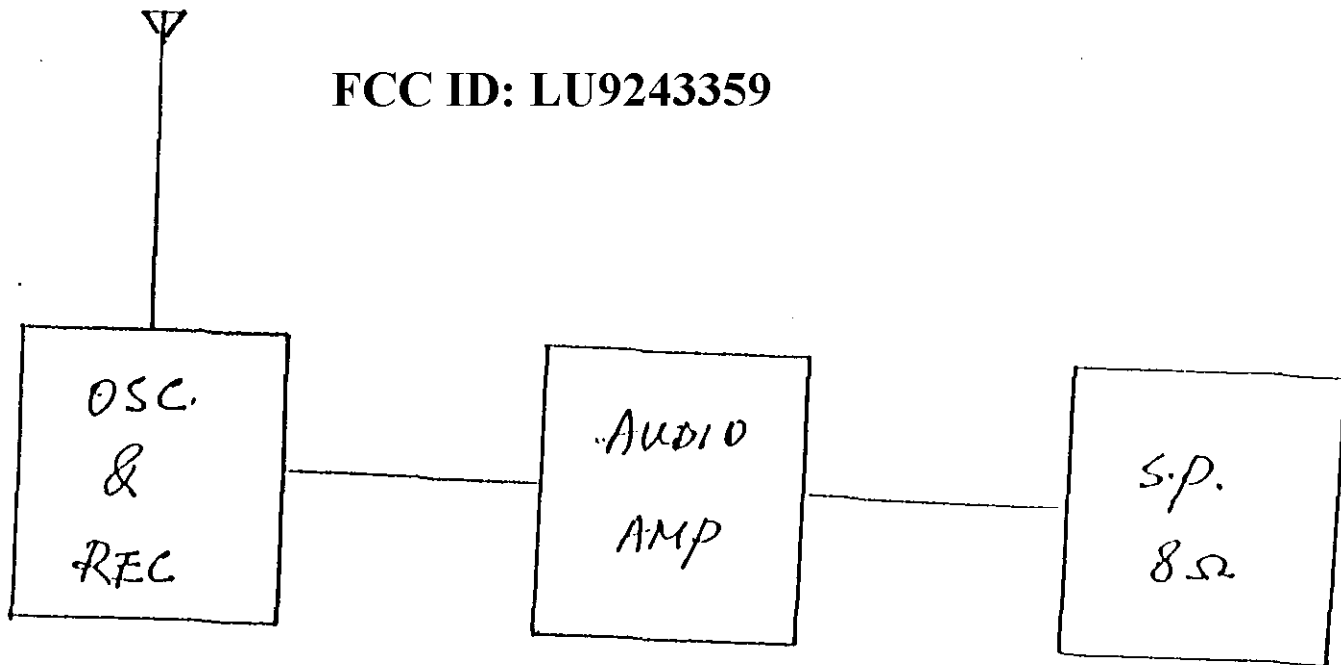 FCC ID: LU9243359
OSC.
&
REC
AUDIO
AMP
S.P.
8Ω